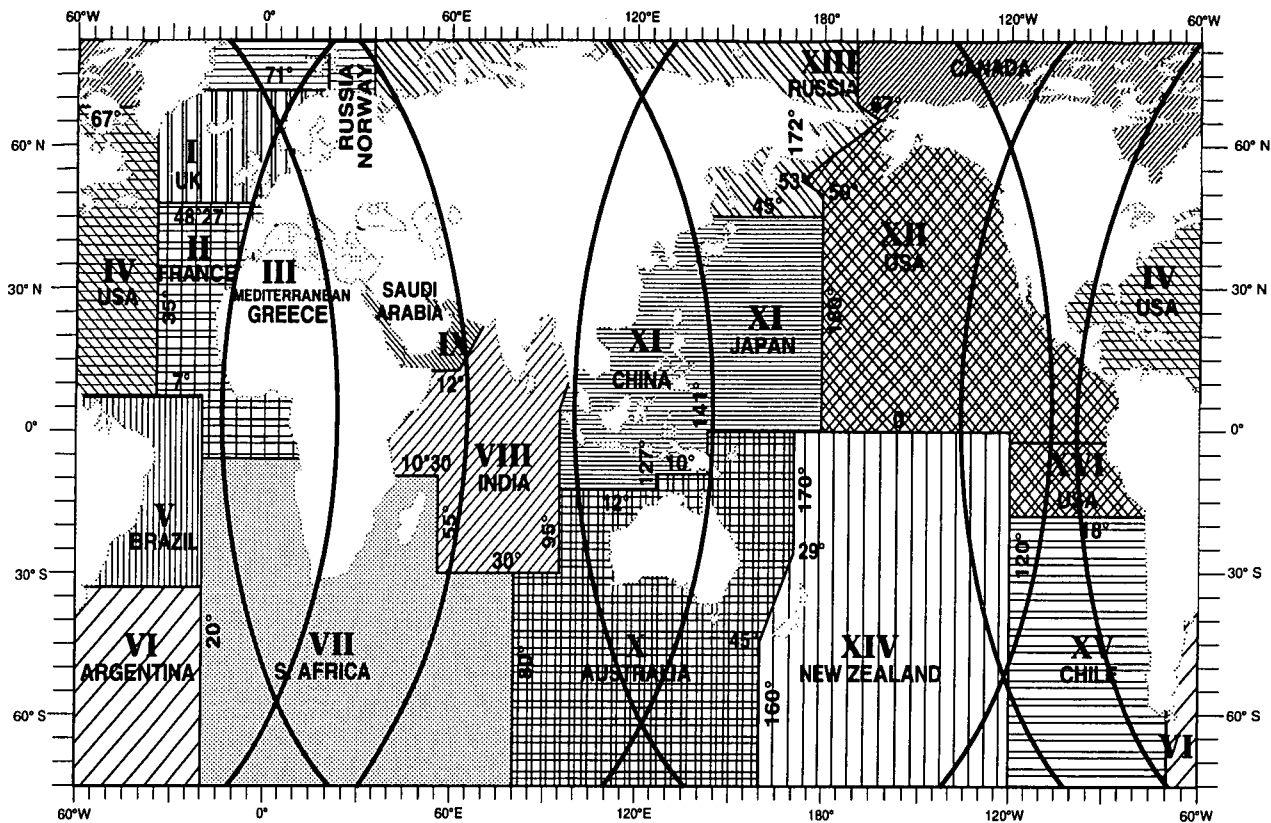 60°W 0° 60°E 120°E 180° 120°W 60°W
71°
RUSSIA
NORWAY
XIII
RUSSIA
CANADA
67°
67°
172°
60° N
60° N
I
UK
53°
50°
45°
48°27'
II
FRANCE
III
MEDITERRANEAN
GREECE
IV
USA
35°
SAUDI
ARABIA
IX
12°
XII
USA
180°
IV
USA
30° N
30° N
XI
JAPAN
XI
CHINA
141°
7°
0°
0°
0°
10°30
VIII
INDIA
127°
10°
12°
170°
XVI
USA
18°
V
BRAZIL
55°
95°
30°
29°
120°
30° S
30° S
20°
VI
ARGENTINA
VII
S. AFRICA
80°
X
AUSTRALIA
45°
160°
XIV
NEW ZEALAND
XV
CHILE
60° S
60° S
VI
60°W 0° 60°E 120°E 180° 120°W 60°W